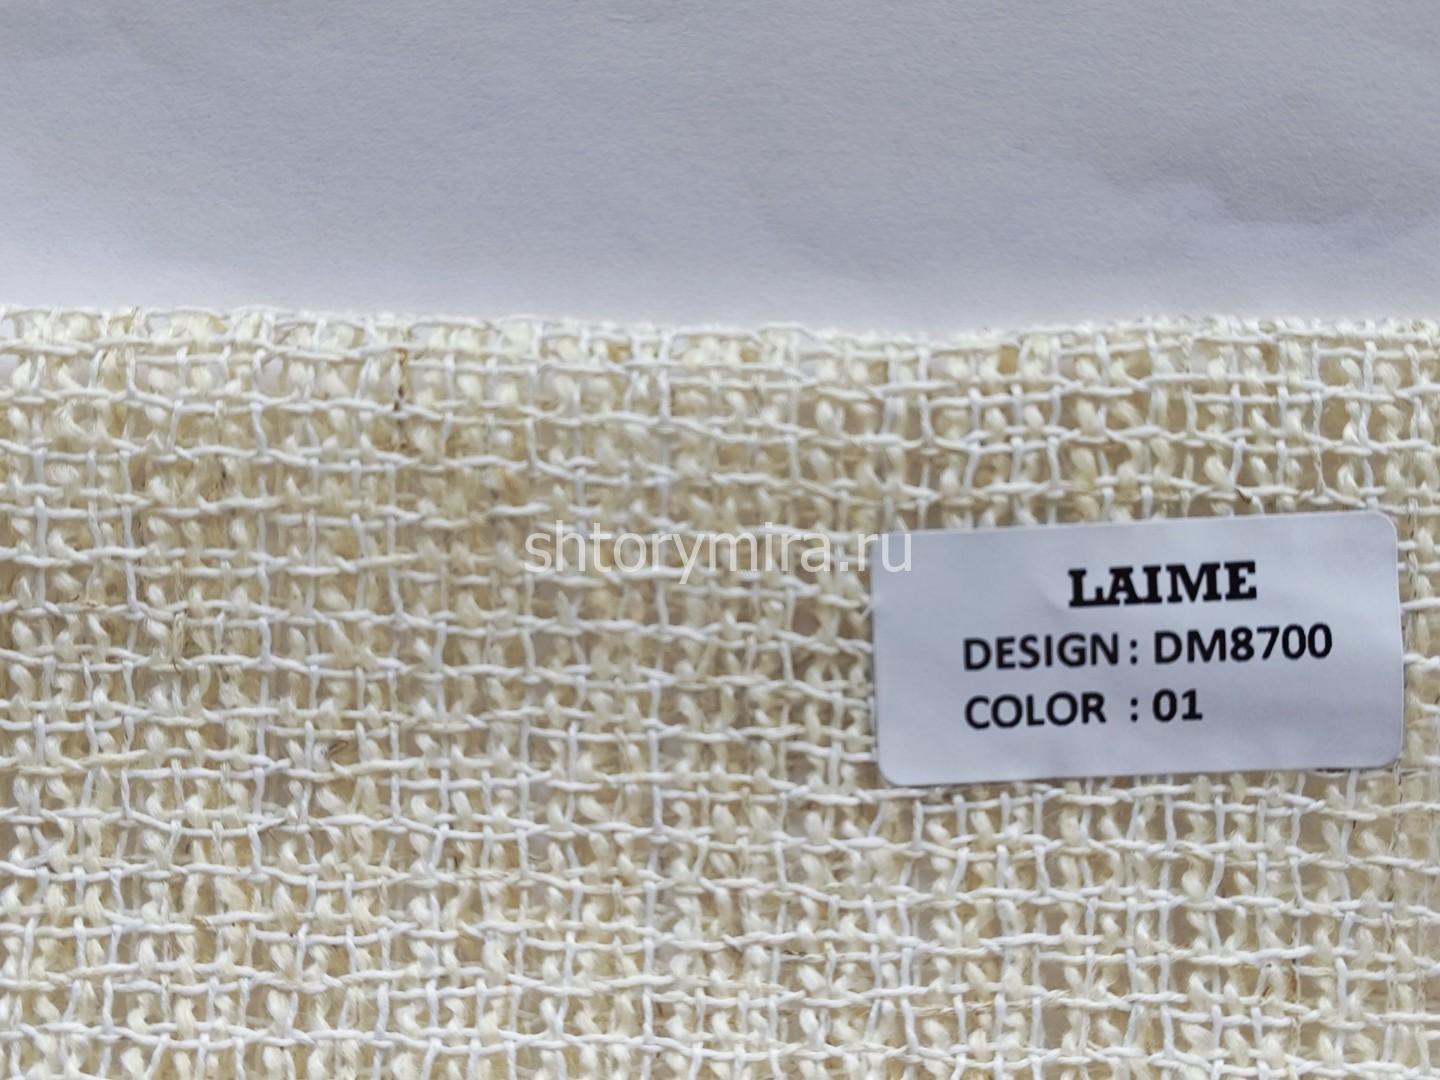 shtorymira.ru
LAIME
DESIGN : DM8700
COLOR : 01